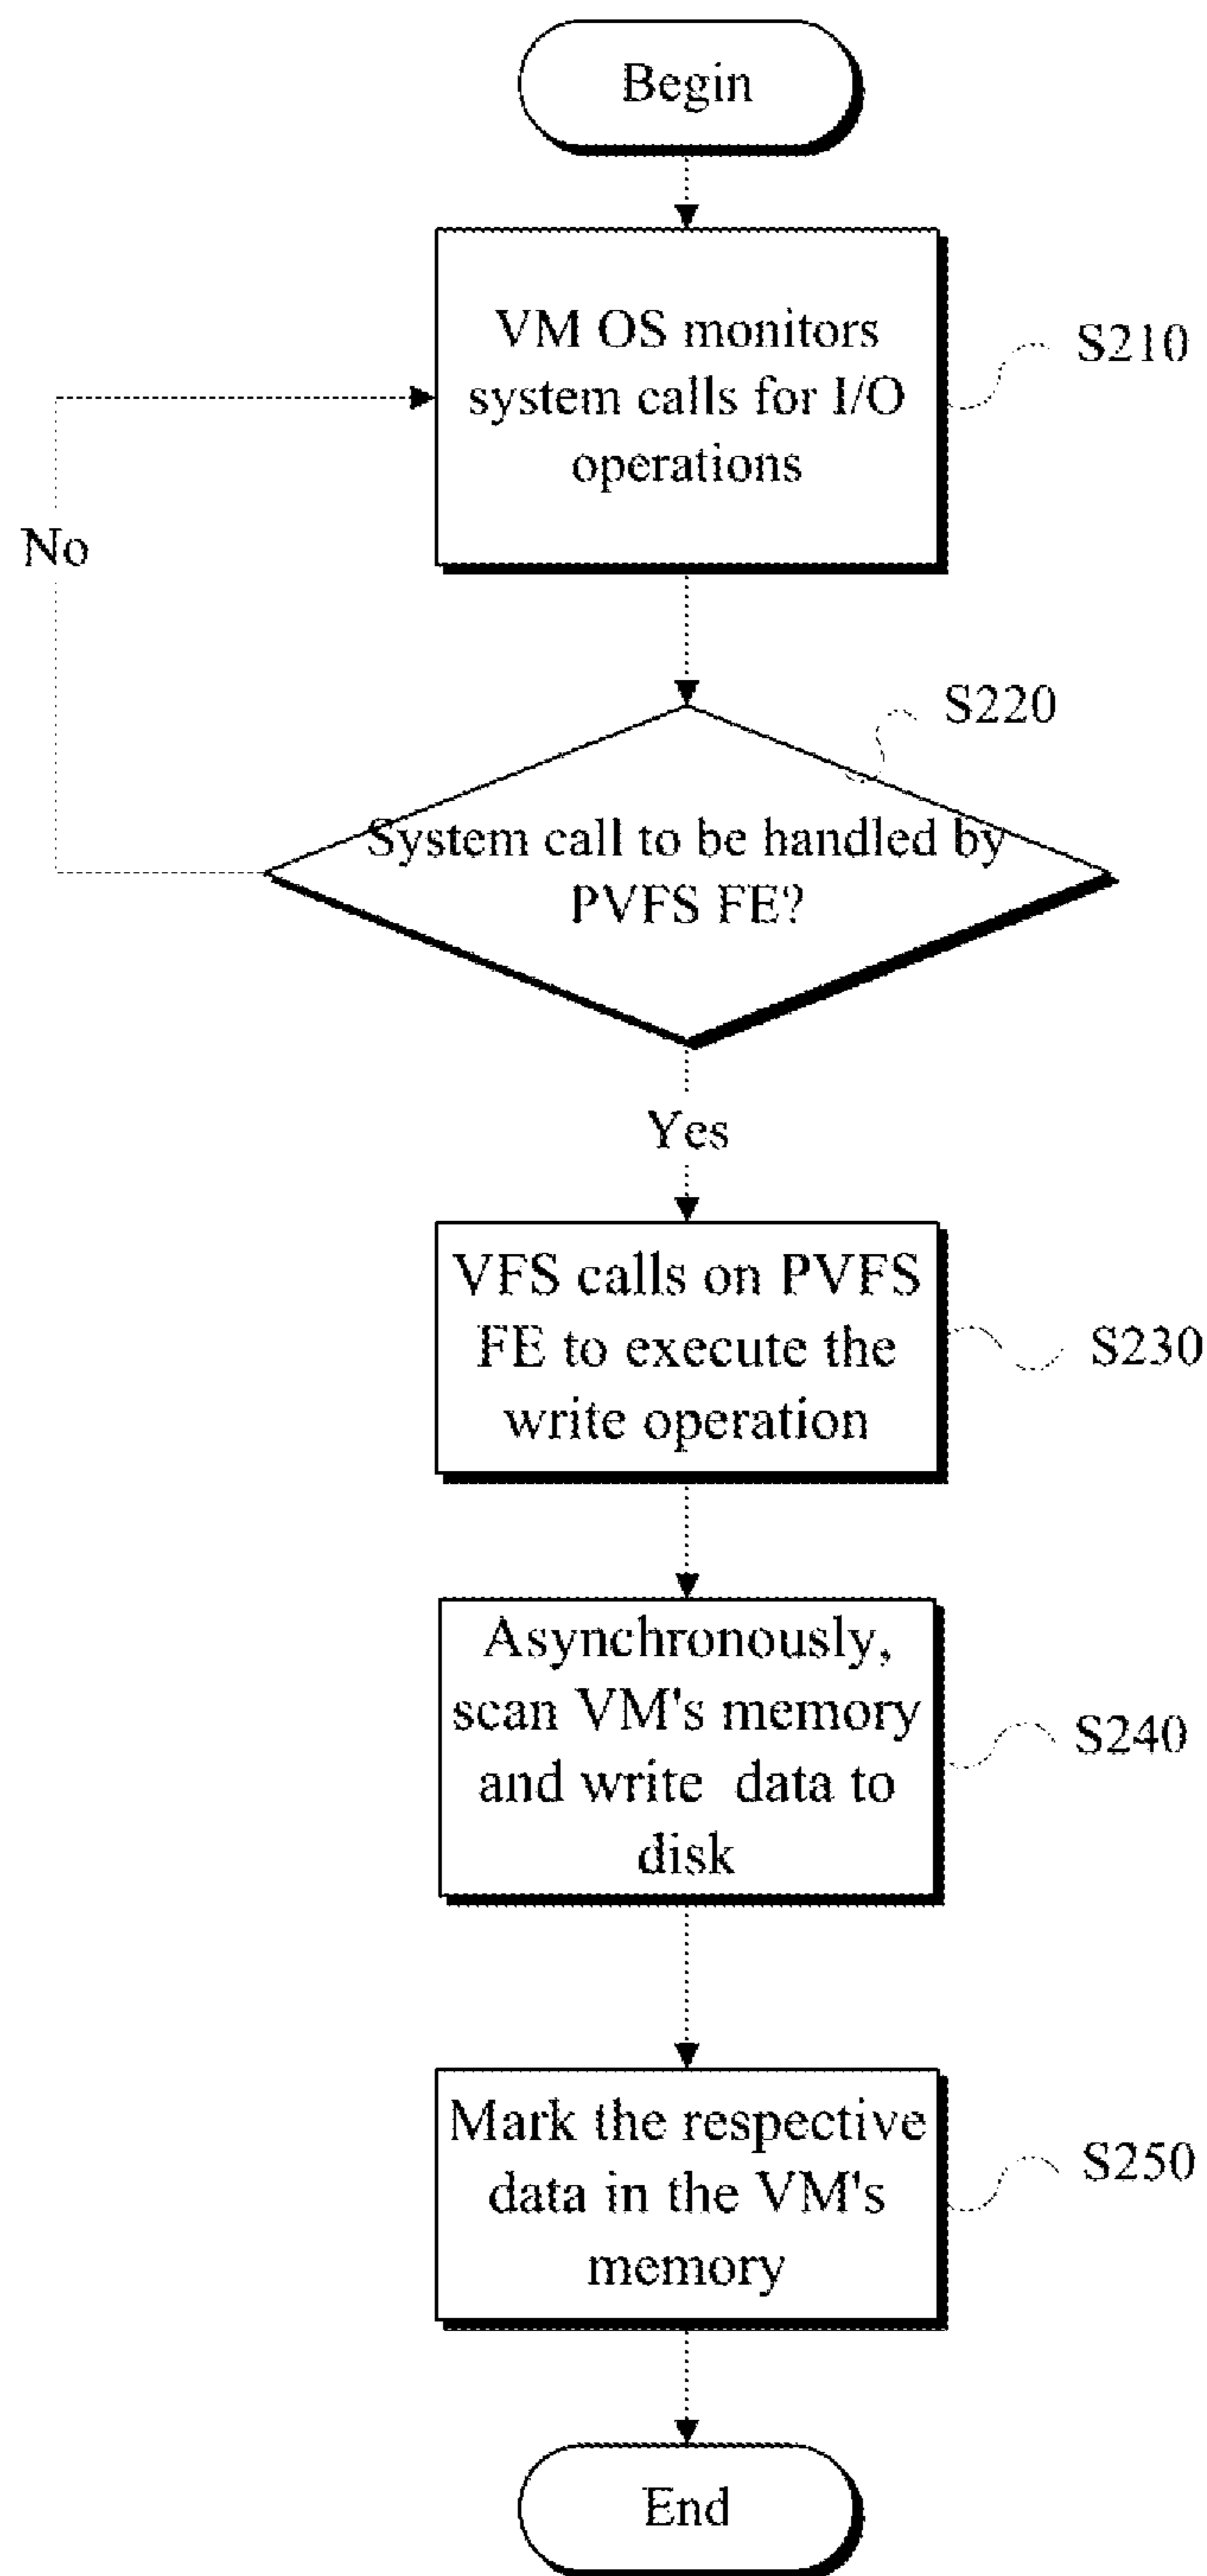 Begin
VM OS monitors
system calls for I/O
operations
S210
No
S220
System call to be handled by
PVFS FE?
Yes
VFS calls on PVFS
FE to execute the
write operation
S230
Asynchronously,
scan VM's memory
and write data to
disk
S240
Mark the respective
data in the VM's
memory
S250
End